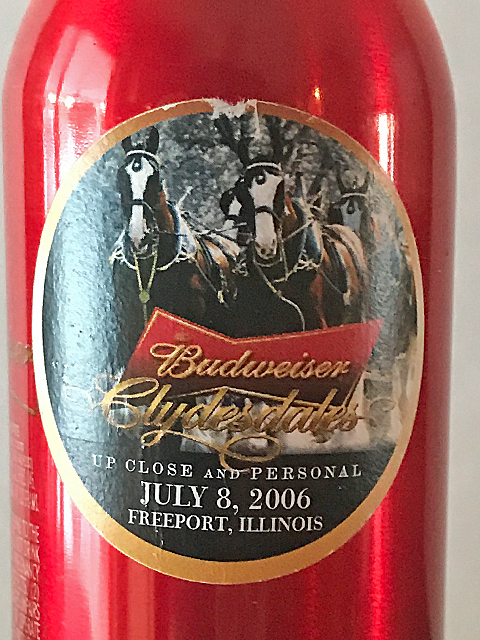 Budweiser
Clydesdales
UP CLOSE AND PERSONAL
JULY 8, 2006
FREEPORT, ILLINOIS